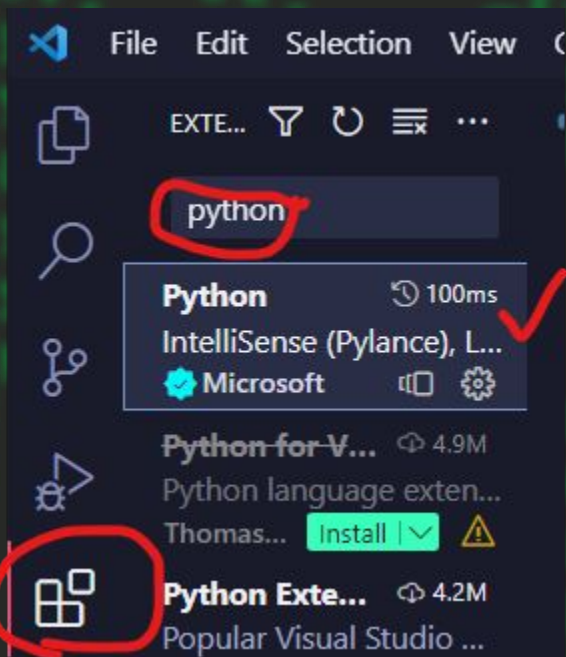 File Edit Selection View
EXTE... ...
python
Python 100ms
IntelliSense (Pylance), L...
Microsoft
Python for V... 4.9M
Python language exten...
Thomas... Install
Python Exte... 4.2M
Popular Visual Studio ...